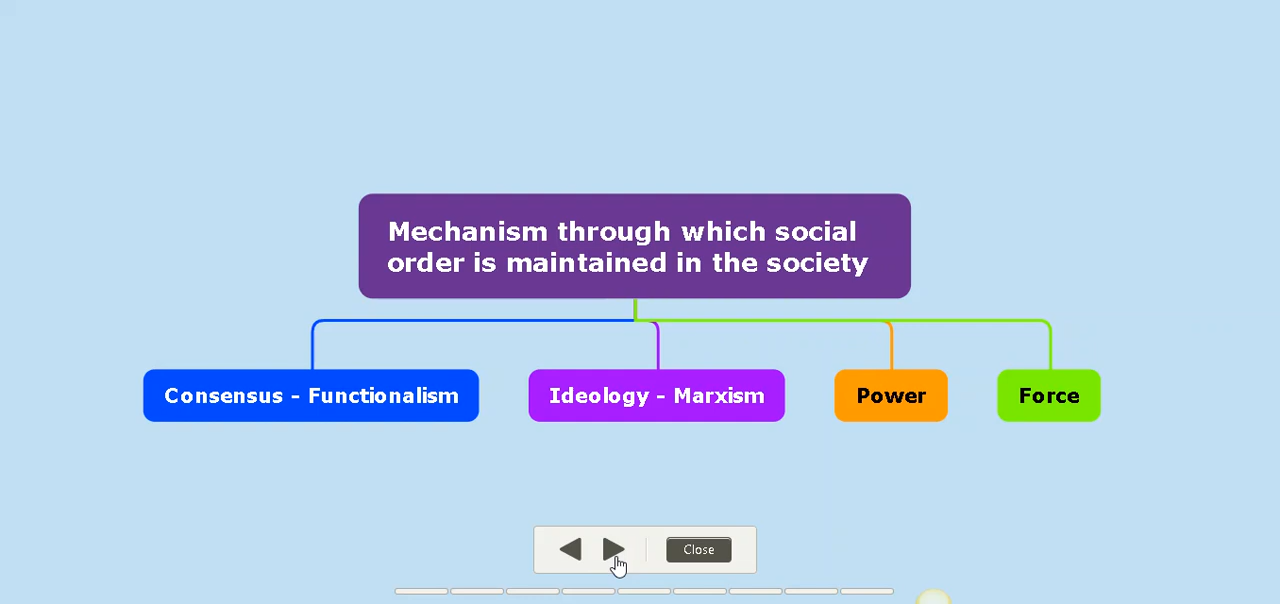 Mechanism through which social
order is maintained in the society
Consensus - Functionalism
Ideology - Marxism
Power
Force
Close